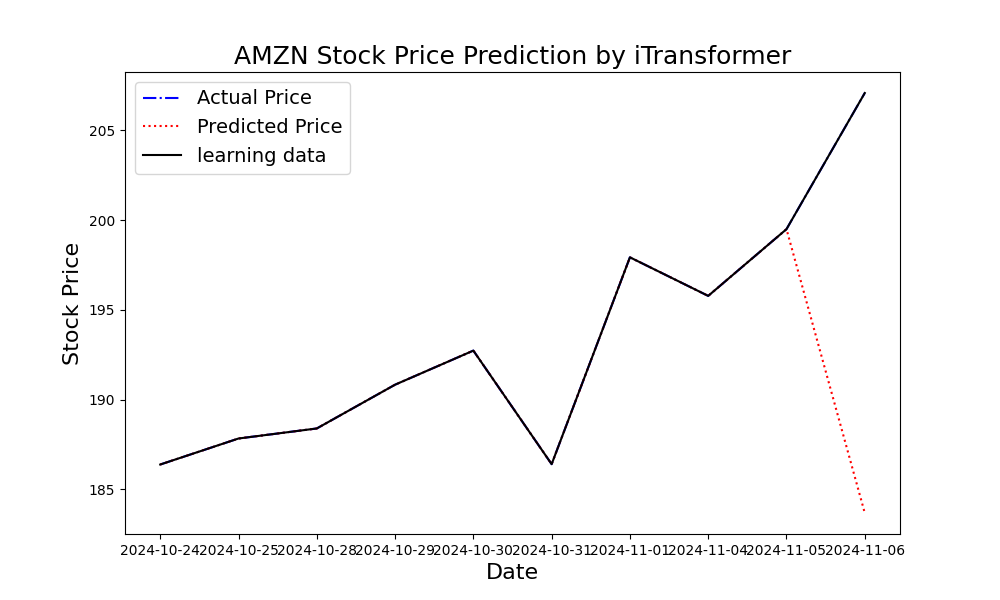 AMZN Stock Price Prediction by iTransformer
Actual Price
Predicted Price
learning data
205
200
195
190
185
Stock Price
2024-10-24 2024-10-25 2024-10-28 2024-10-29 2024-10-30 2024-10-31 2024-11-01 2024-11-04 2024-11-05 2024-11-06
Date